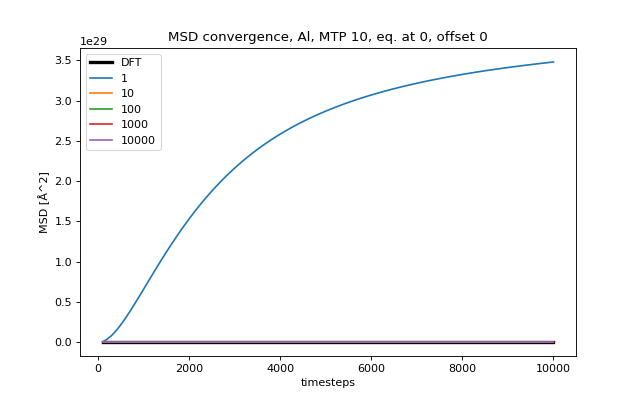 MSD convergence, Al, MTP 10, eq. at 0, offset 0
1e29
DFT
1
10
100
1000
10000
3.5
3.0
2.5
2.0
1.5
1.0
0.5
0.0
MSD [Å^2]
0 2000 4000 6000 8000 10000
timesteps